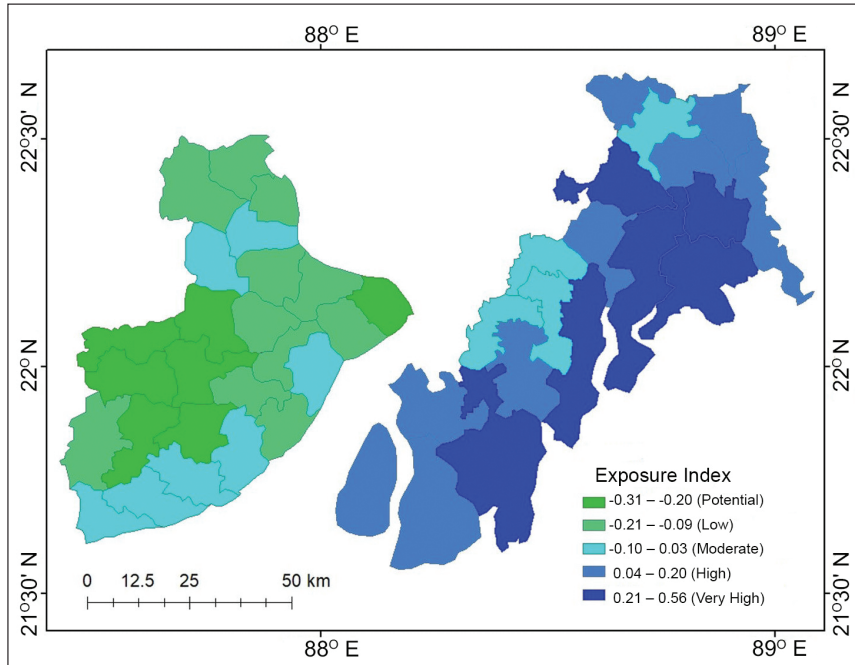 88° E 89° E
22°30' N 22°30' N
22°N 22°N
21°30' N 21°30' N
Exposure Index
-0.31 – -0.20 (Potential)
-0.21 – -0.09 (Low)
-0.10 – 0.03 (Moderate)
0.04 – 0.20 (High)
0.21 – 0.56 (Very High)
0 12.5 25 50 km
88° E 89° E